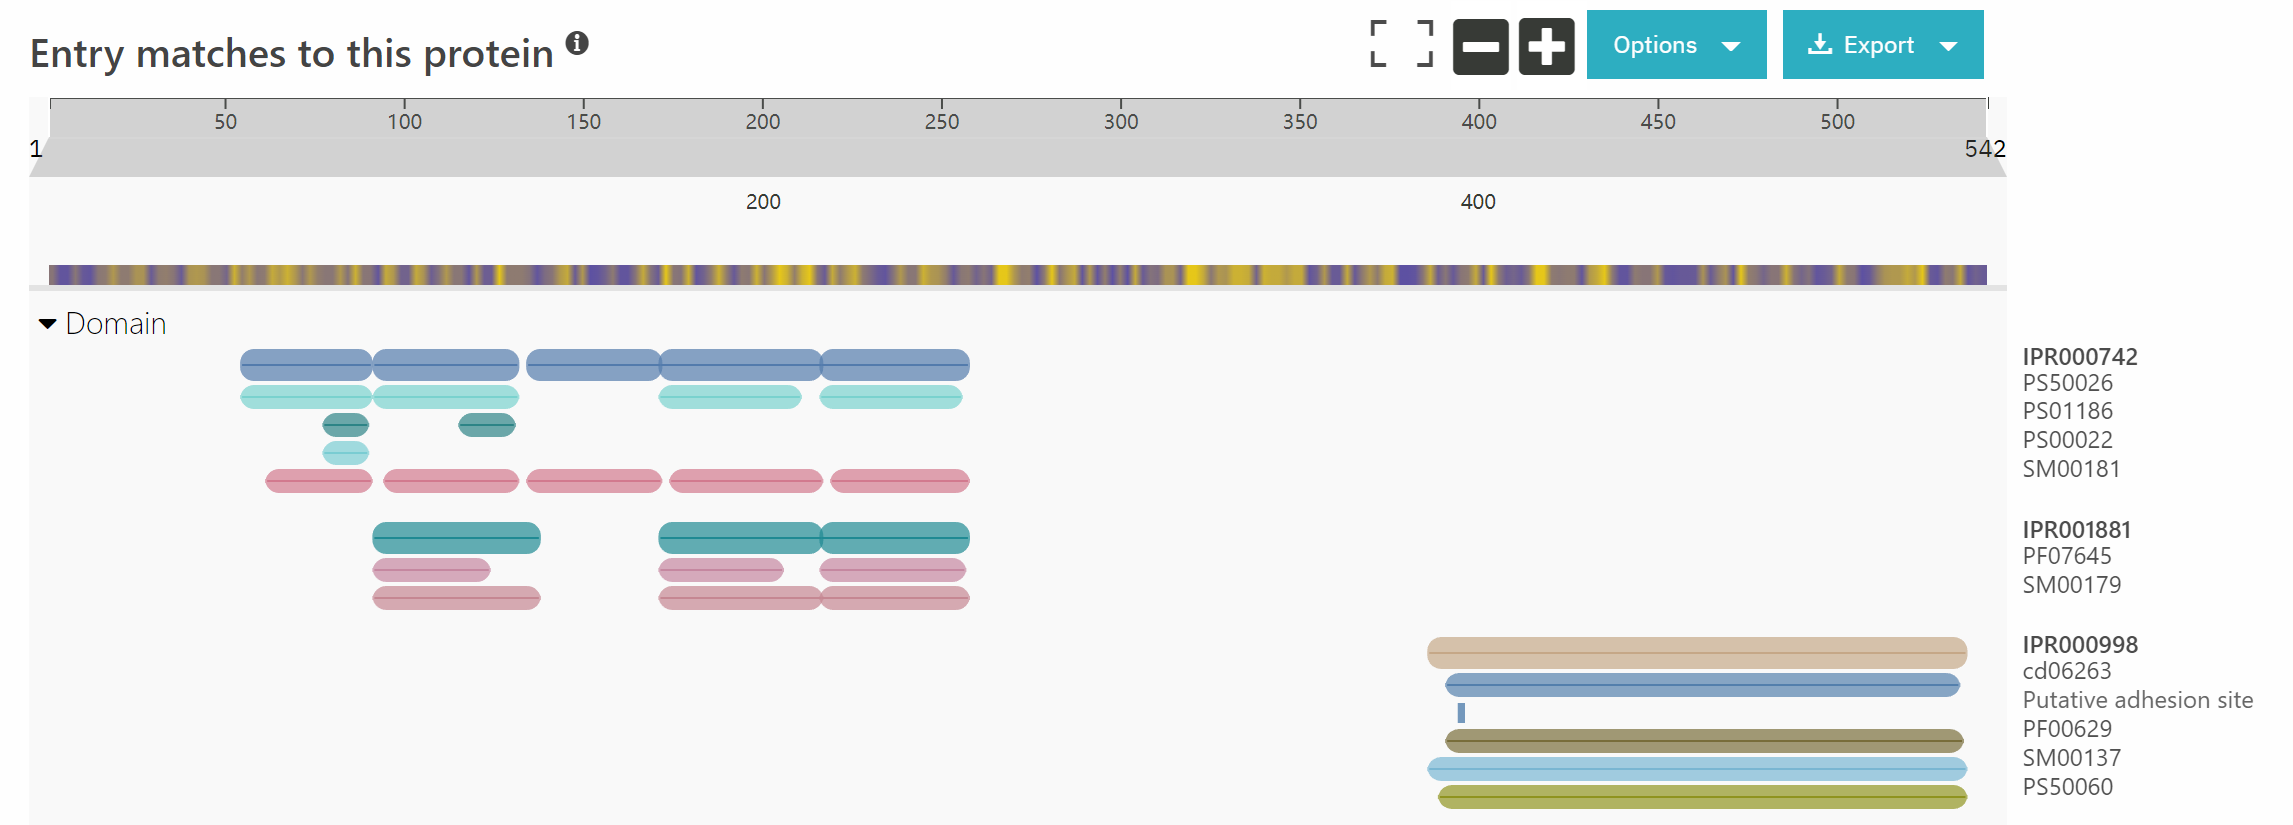 Entry matches to this protein
Options
Export
50 100 150 200 250 300 350 400 450 500
1 542
200 400
Domain
IPR000742
PS50026
PS01186
PS00022
SM00181
IPR001881
PF07645
SM00179
IPR000998
cd06263
Putative adhesion site
PF00629
SM00137
PS50060